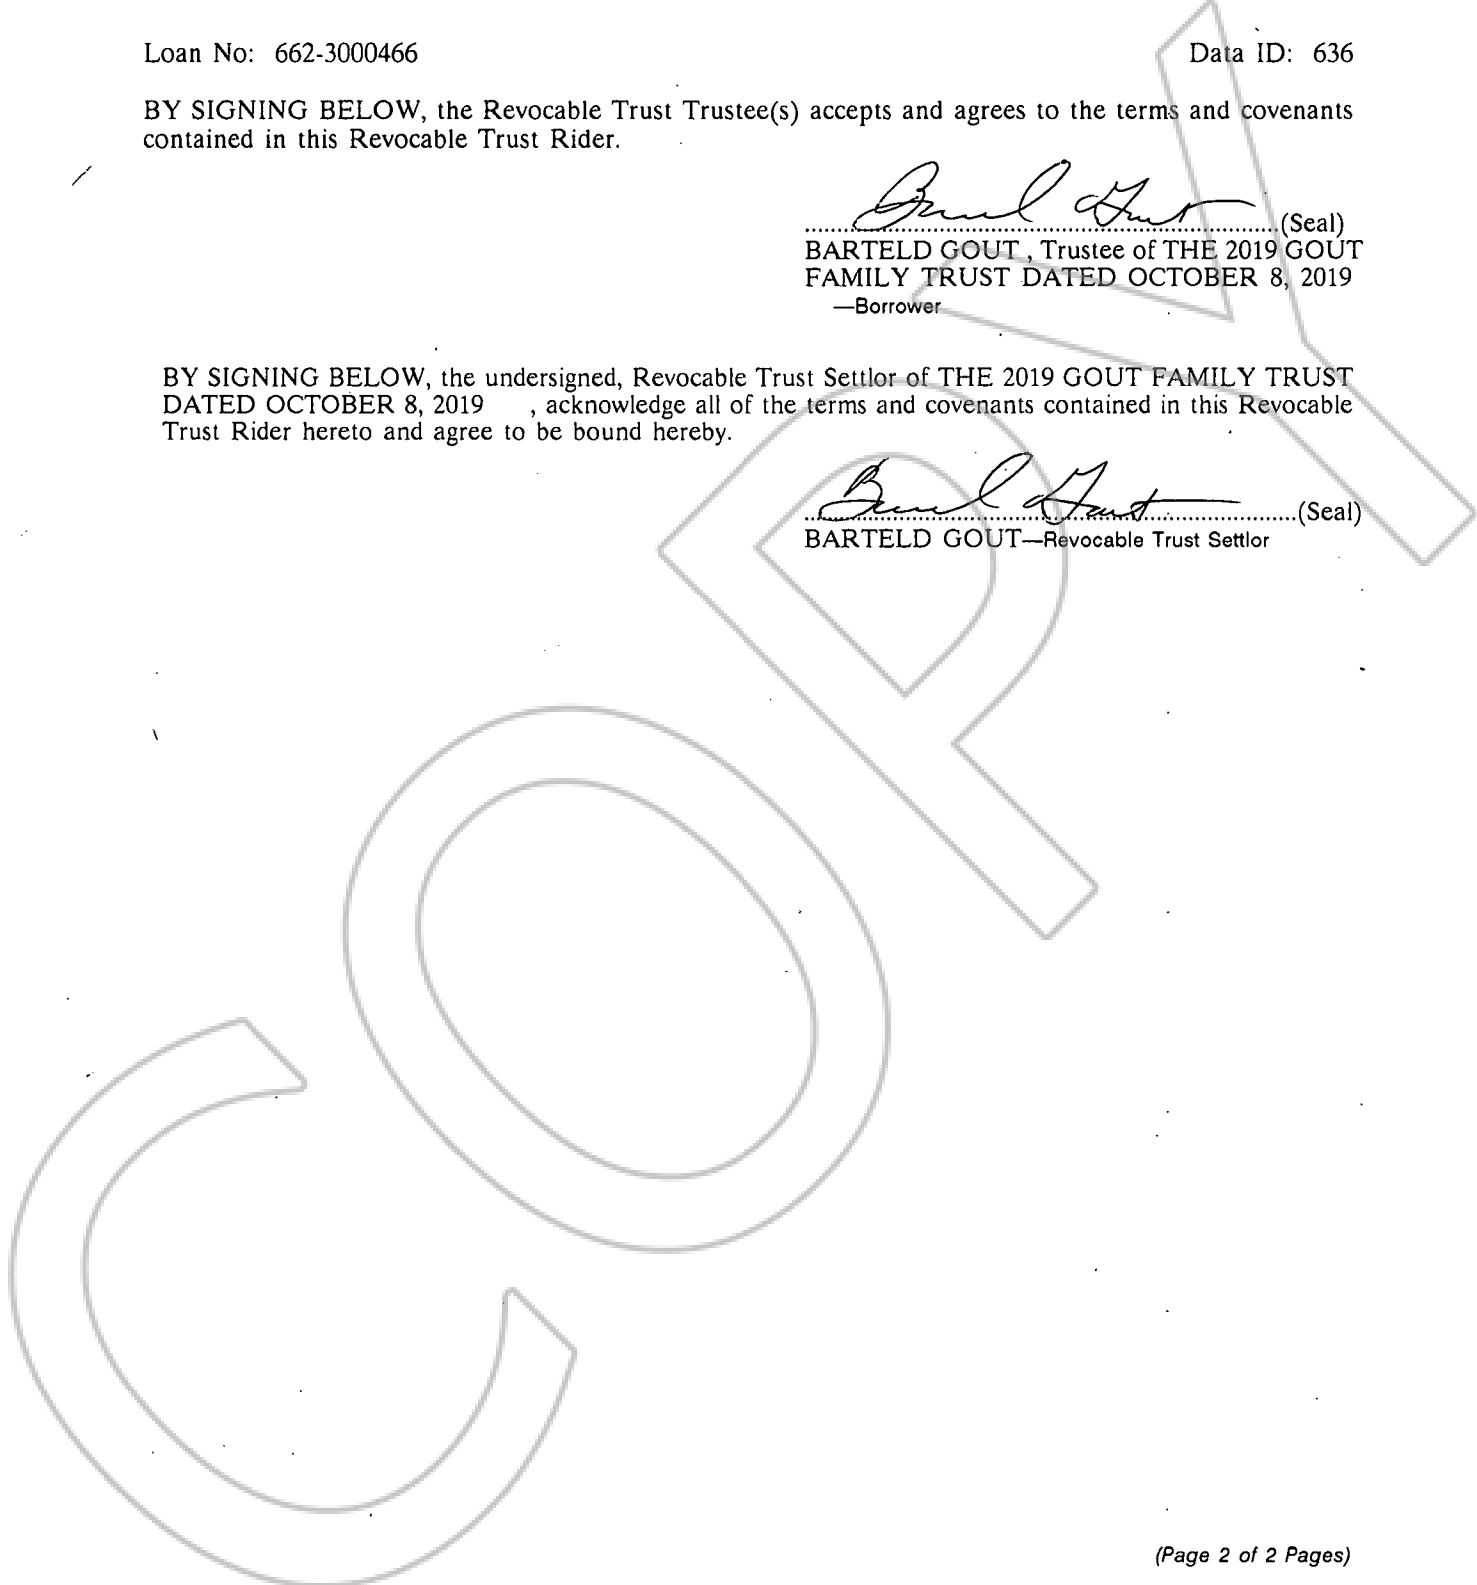 Loan No: 662-3000466 Data ID: 636
BY SIGNING BELOW, the Revocable Trust Trustee(s) accepts and agrees to the terms and covenants
contained in this Revocable Trust Rider.
(Seal)
BARTELD GOUT , Trustee of THE 2019 GOUT
FAMILY TRUST DATED OCTOBER 8, 2019
—Borrower
BY SIGNING BELOW, the undersigned, Revocable Trust Settlor of THE 2019 GOUT FAMILY TRUST
DATED OCTOBER 8, 2019 , acknowledge all of the terms and covenants contained in this Revocable
Trust Rider hereto and agree to be bound hereby.
(Seal)
BARTELD GOUT—Revocable Trust Settlor
COPY
(Page 2 of 2 Pages)